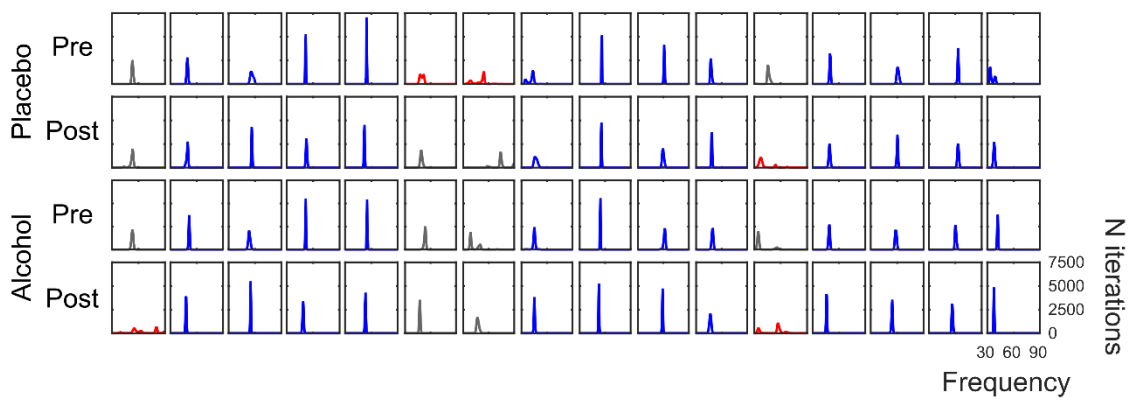 Placebo
Pre
Post
Alcohol
Pre
Post
7500
5000
2500
0
N iterations
30 60 90
Frequency